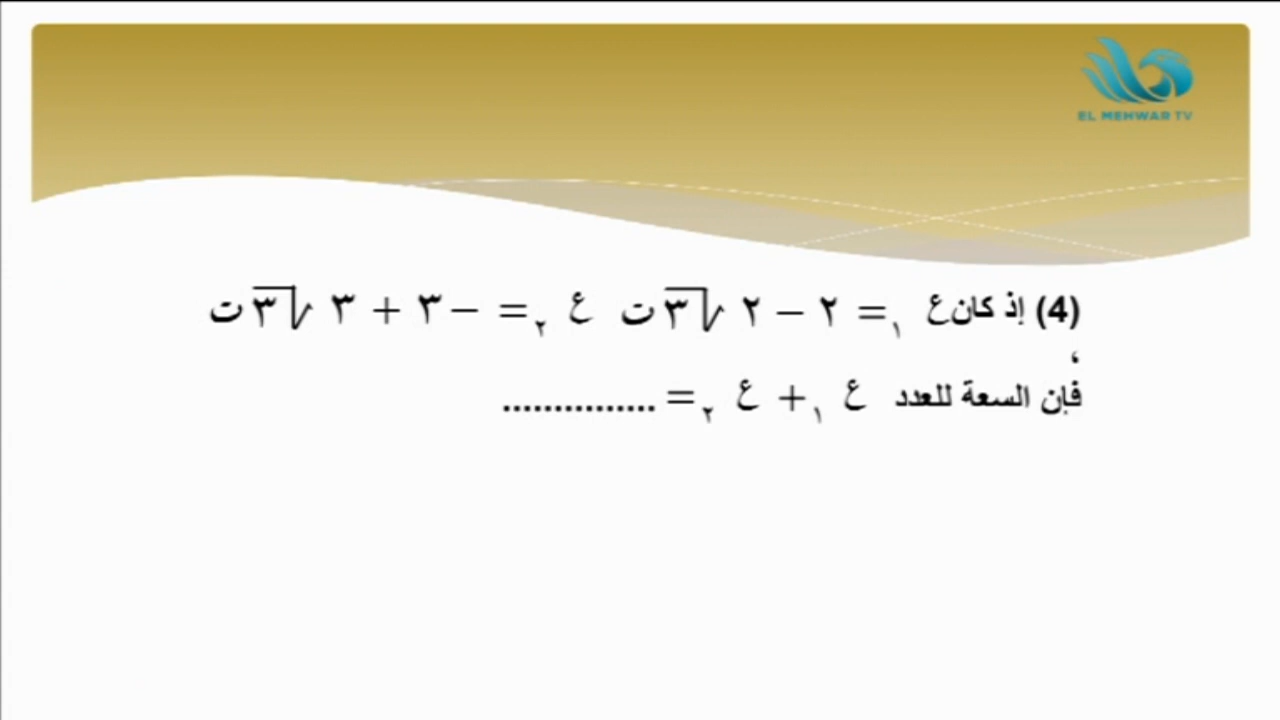 EL MEHWAR TV
(4) إذ كان ع١ = ٢ − ٢ √٣ ت ع٢ = −٣ + ٣ √٣ ت
،
فإن السعة للعدد ع١ + ع٢ = ...............